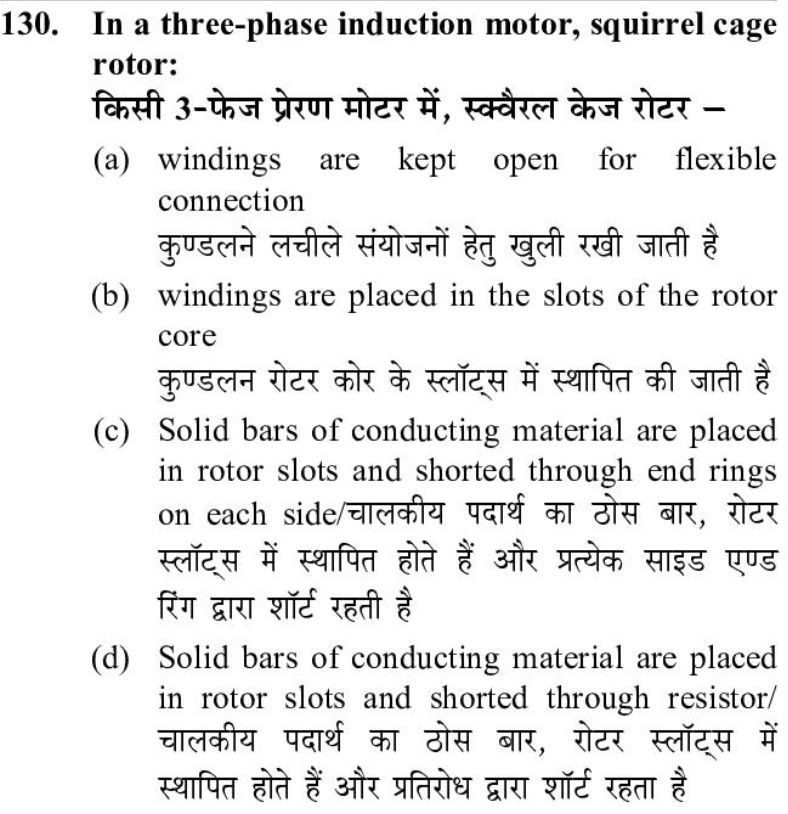 130. In a three-phase induction motor, squirrel cage
rotor:
किसी 3-फेज प्रेरण मोटर में, स्क्वैरल केज रोटर –
(a) windings are kept open for flexible
connection
कुण्डलने लचीले संयोजनों हेतु खुली रखी जाती है
(b) windings are placed in the slots of the rotor
core
कुण्डलन रोटर कोर के स्लॉट्स में स्थापित की जाती है
(c) Solid bars of conducting material are placed
in rotor slots and shorted through end rings
on each side/चालकीय पदार्थ का ठोस बार, रोटर
स्लॉट्स में स्थापित होते हैं और प्रत्येक साइड एण्ड
रिंग द्वारा शॉर्ट रहती है
(d) Solid bars of conducting material are placed
in rotor slots and shorted through resistor/
चालकीय पदार्थ का ठोस बार, रोटर स्लॉट्स में
स्थापित होते हैं और प्रतिरोध द्वारा शॉर्ट रहता है